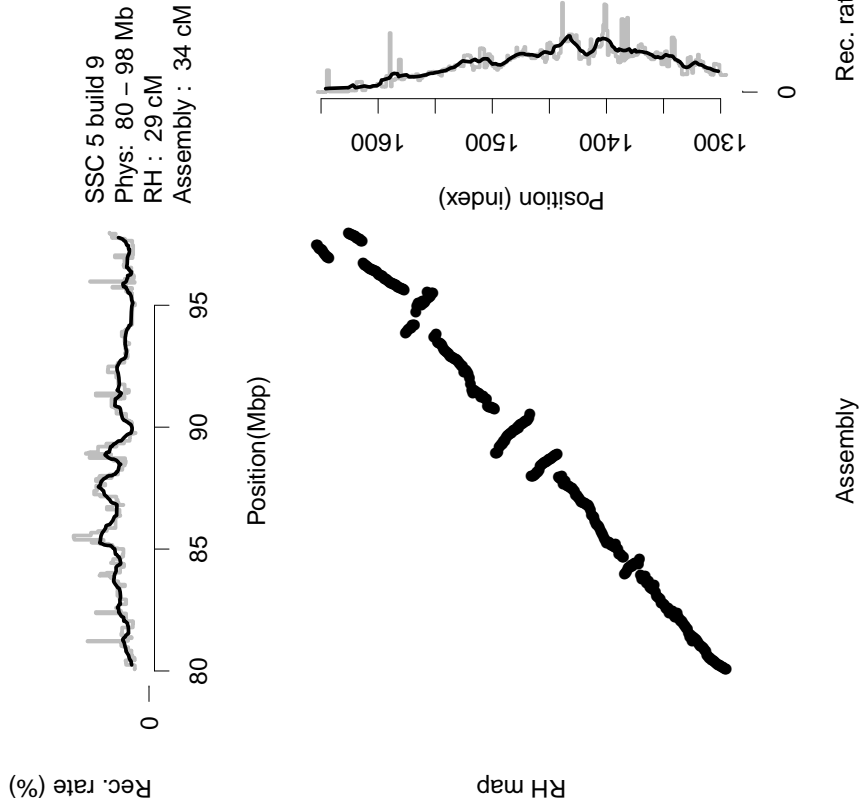 SSC 5 build 9
Phys: 80 – 98 Mb
RH : 29 cM
Assembly : 34 cM
Rec. rate (%)
0
80
85
90
95
Position(Mbp)
RH map
Assembly
Position (index)
1300
1400
1500
1600
0
Rec.